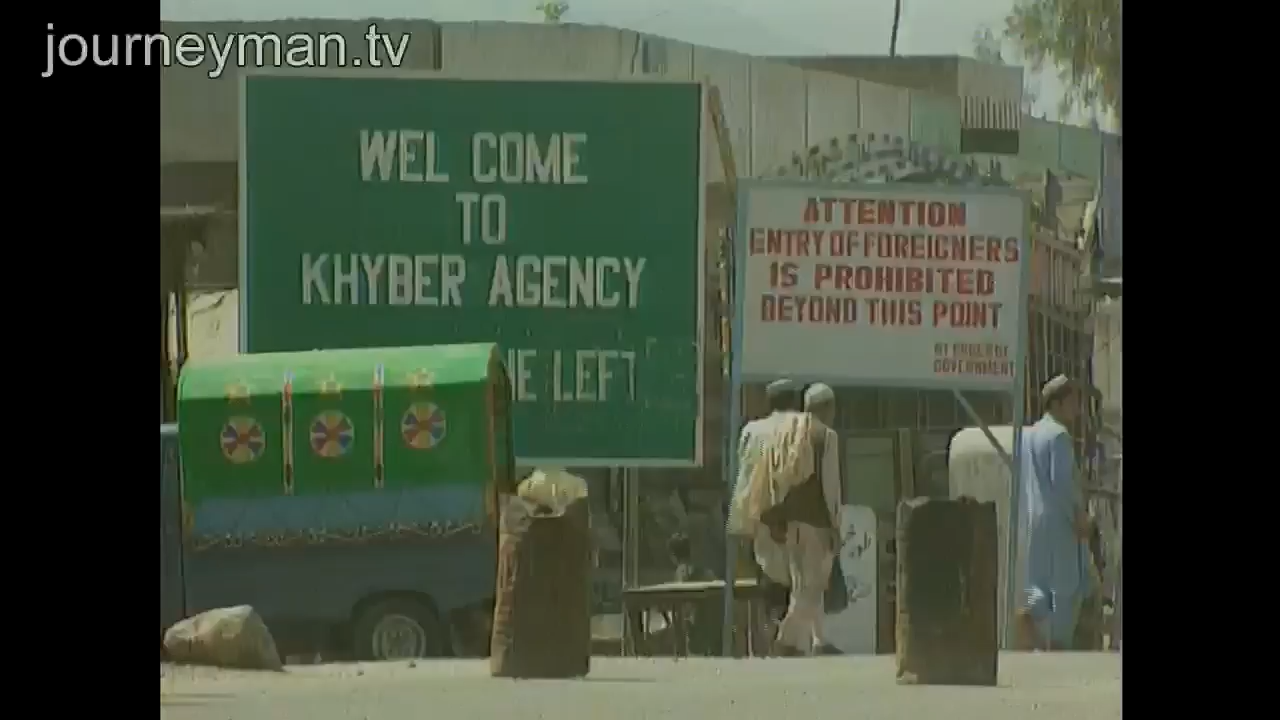 journeyman.tv
WEL COME
TO
KHYBER AGENCY
LEFT
ATTENTION
ENTRY OF FOREIGNERS
IS PROHIBITED
BEYOND THIS POINT
BY ORDER OF
GOVERNMENT